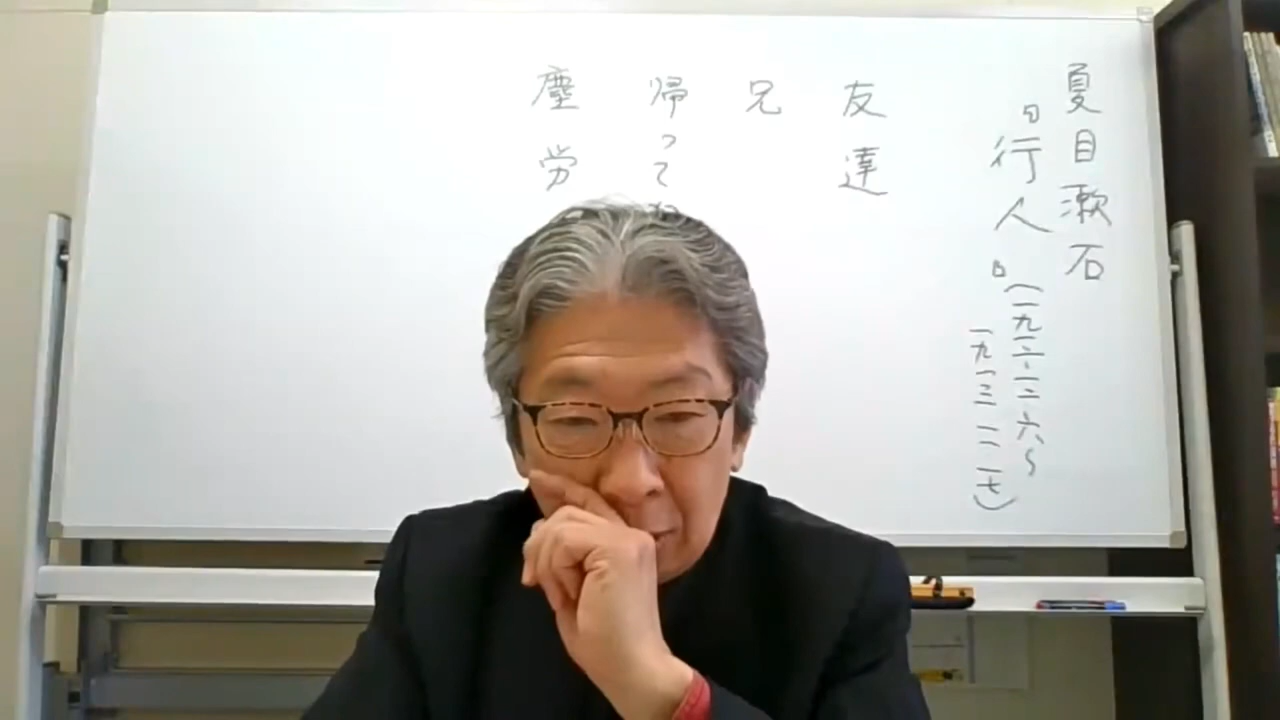 夏目漱石
『行人』(一九一二・一二・六〜
一九一三・一一・一七)
友達
兄
帰って
塵労